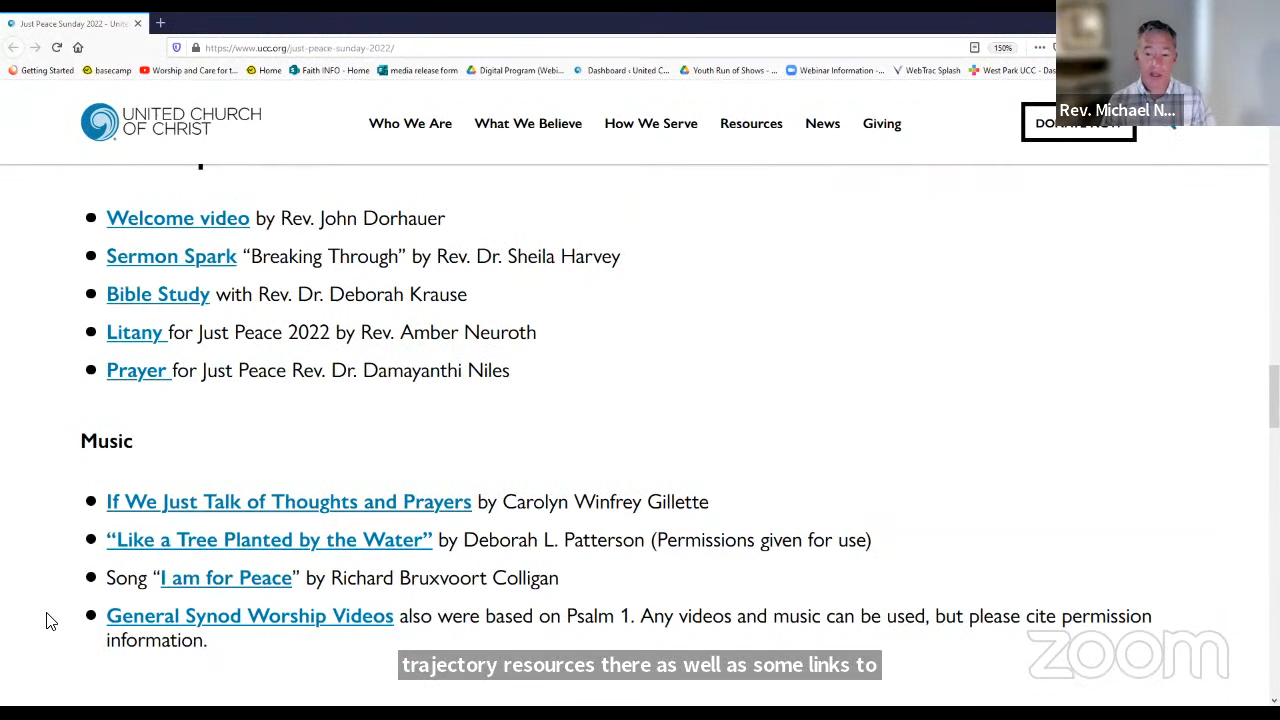 Just Peace Sunday 2022 - Unite
https://www.ucc.org/just-peace-sunday-2022/
150%
Getting Started
basecamp
Worship and Care for t...
Home
Faith INFO - Home
media release form
Digital Program (Webi...
Dashboard ‹ United C...
Youth Run of Shows - ...
Webinar Information - ...
WebTrac Splash
West Park UCC - Das
Rev. Michael N...
UNITED CHURCH
OF CHRIST
Who We Are
What We Believe
How We Serve
Resources
News
Giving
Welcome video by Rev. John Dorhauer
Sermon Spark “Breaking Through” by Rev. Dr. Sheila Harvey
Bible Study with Rev. Dr. Deborah Krause
Litany for Just Peace 2022 by Rev. Amber Neuroth
Prayer for Just Peace Rev. Dr. Damayanthi Niles
Music
If We Just Talk of Thoughts and Prayers by Carolyn Winfrey Gillette
“Like a Tree Planted by the Water” by Deborah L. Patterson (Permissions given for use)
Song “I am for Peace” by Richard Bruxvoort Colligan
General Synod Worship Videos also were based on Psalm 1. Any videos and music can be used, but please cite permission
information.
trajectory resources there as well as some links to
zoom